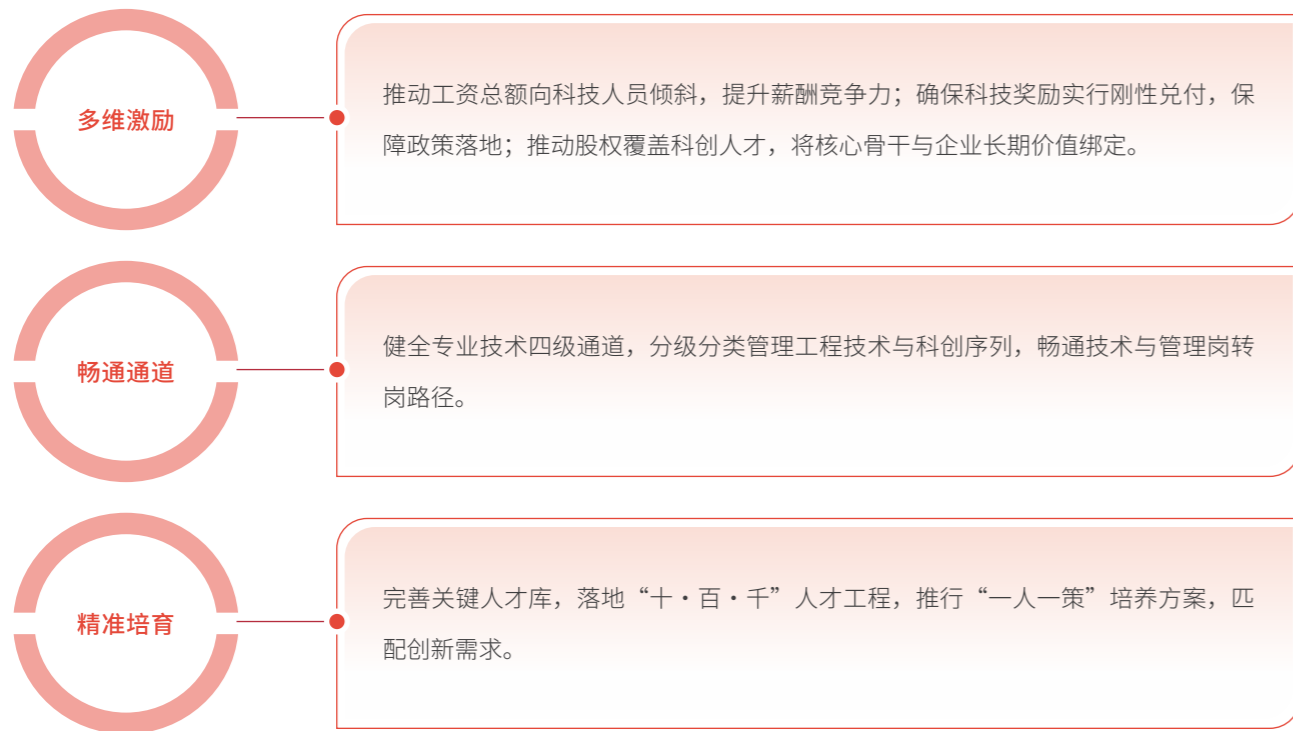 多维激励
推动工资总额向科技人员倾斜，提升薪酬竞争力；确保科技奖励实行刚性兑付，保
障政策落地；推动股权覆盖科创人才，将核心骨干与企业长期价值绑定。
畅通通道
健全专业技术四级通道，分级分类管理工程技术与科创序列，畅通技术与管理岗转
岗路径。
精准培育
完善关键人才库，落地“十·百·千”人才工程，推行“一人一策”培养方案，匹
配创新需求。